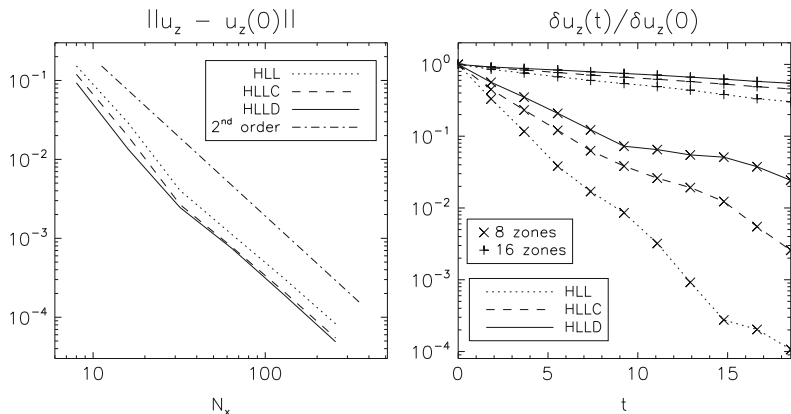 ||u_z − u_z(0)||
10^-1
10^-2
10^-3
10^-4
HLL
HLLC
HLLD
2^nd order
10
100
N_x
δu_z(t)/δu_z(0)
10^0
10^-1
10^-2
10^-3
10^-4
8 zones
16 zones
HLL
HLLC
HLLD
0
5
10
15
t